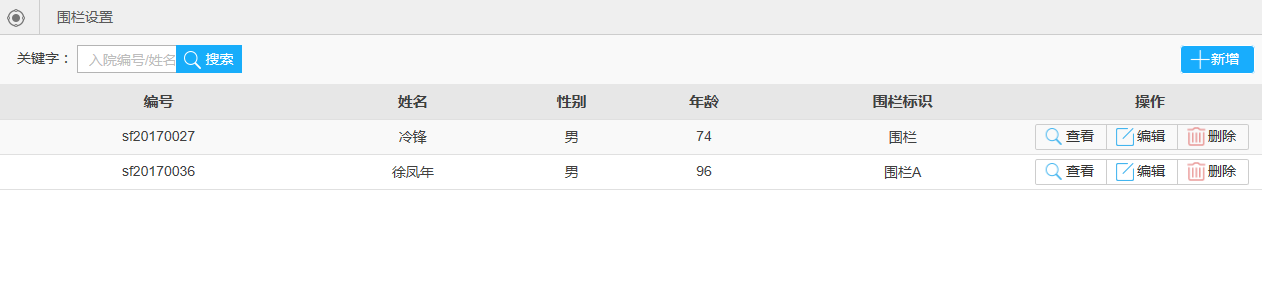 围栏设置
关键字： 入院编号/姓名 搜索 新增
编号 姓名 性别 年龄 围栏标识 操作
sf20170027 冷锋 男 74 围栏 查看 编辑 删除
sf20170036 徐凤年 男 96 围栏A 查看 编辑 删除